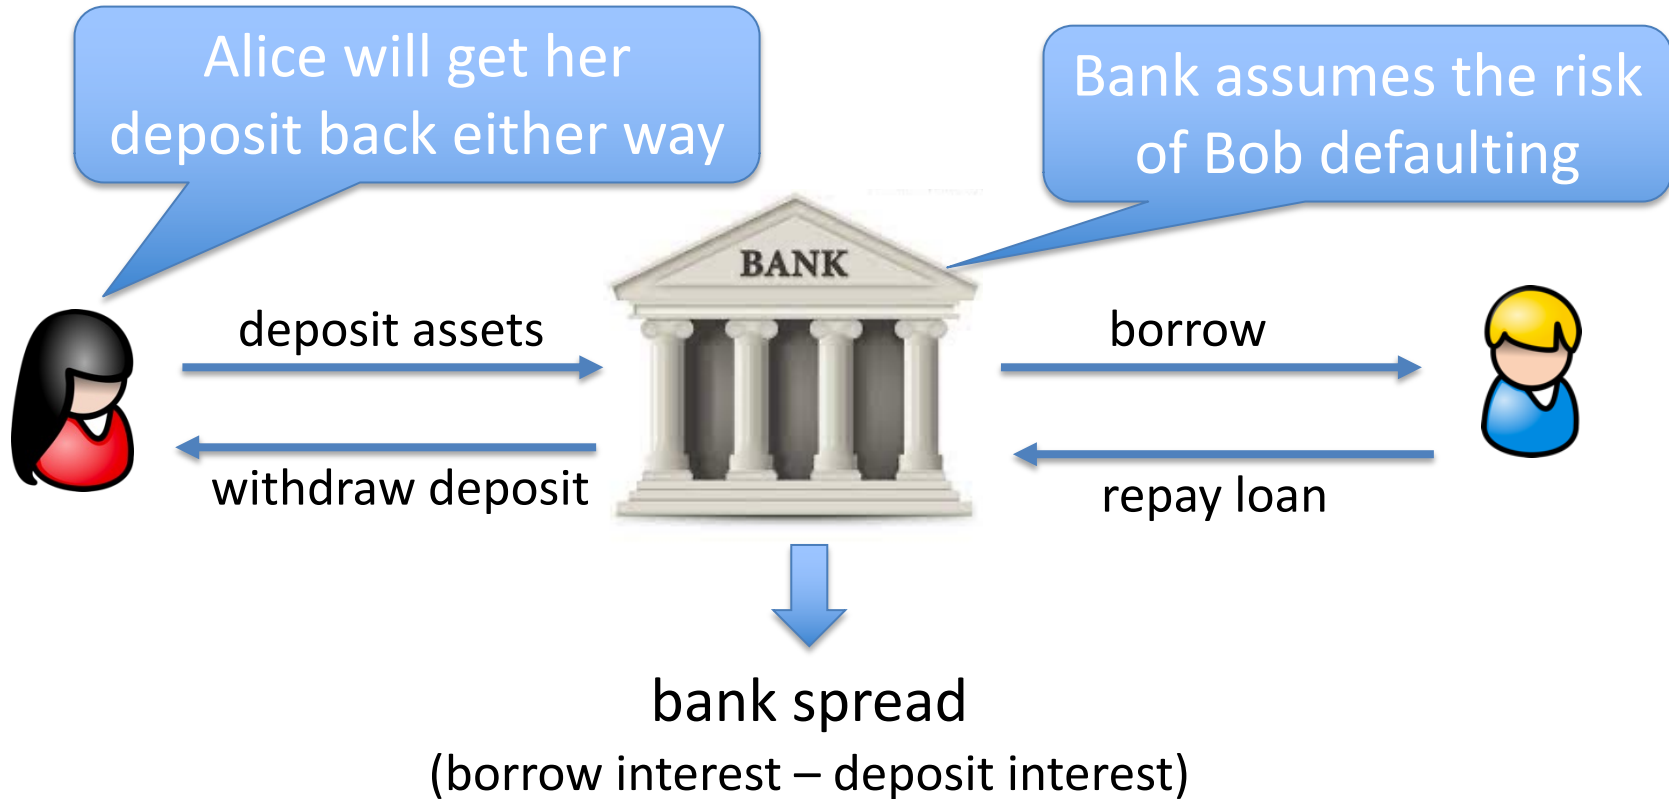 Alice will get her
deposit back either way
Bank assumes the risk
of Bob defaulting
BANK
deposit assets
borrow
withdraw deposit
repay loan
bank spread
(borrow interest – deposit interest)